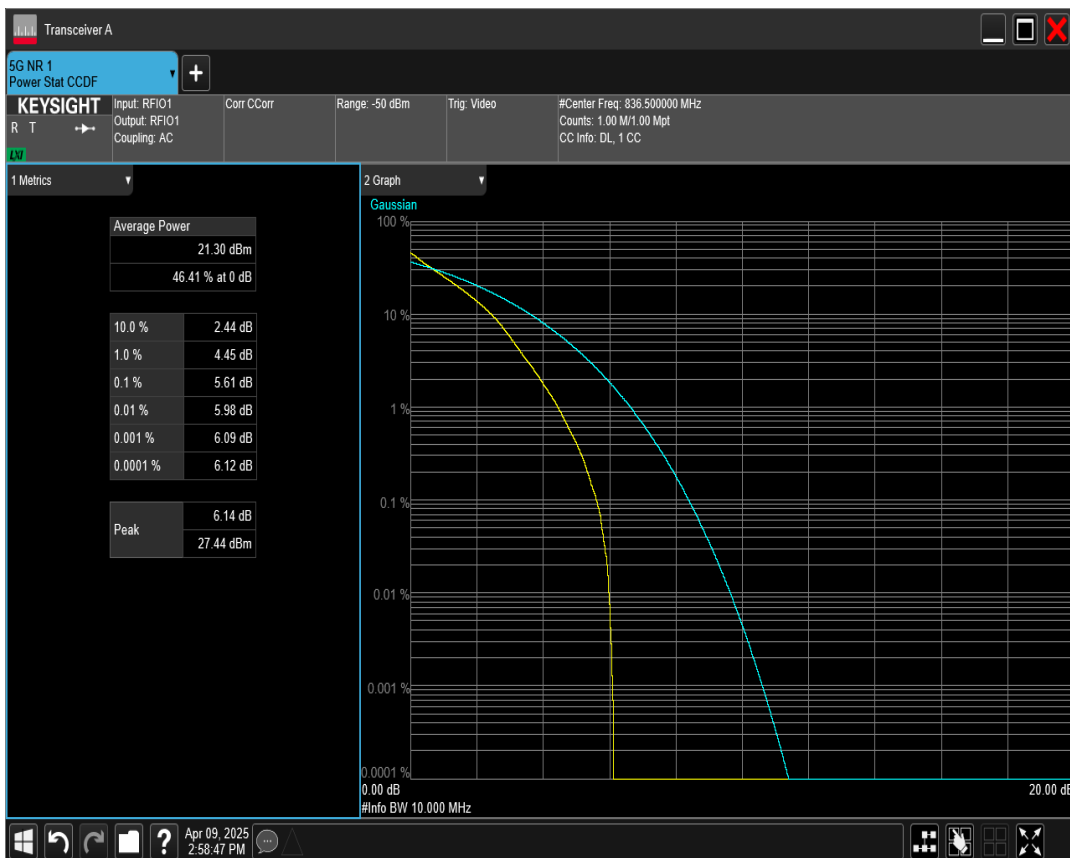 Transceiver A
5G NR 1
Power Stat CCDF
+
KEYSIGHT
R T
LXI
Input: RFIO1
Output: RFIO1
Coupling: AC
Corr CCorr
Range: -50 dBm
Trig: Video
#Center Freq: 836.500000 MHz
Counts: 1.00 M/1.00 Mpt
CC Info: DL, 1 CC
1 Metrics
Average Power
21.30 dBm
46.41 % at 0 dB
10.0 % 2.44 dB
1.0 % 4.45 dB
0.1 % 5.61 dB
0.01 % 5.98 dB
0.001 % 6.09 dB
0.0001 % 6.12 dB
Peak
6.14 dB
27.44 dBm
2 Graph
Gaussian
100 %
10 %
1 %
0.1 %
0.01 %
0.001 %
0.0001 %
0.00 dB
20.00 dB
#Info BW 10.000 MHz
?
Apr 09, 2025
2:58:47 PM